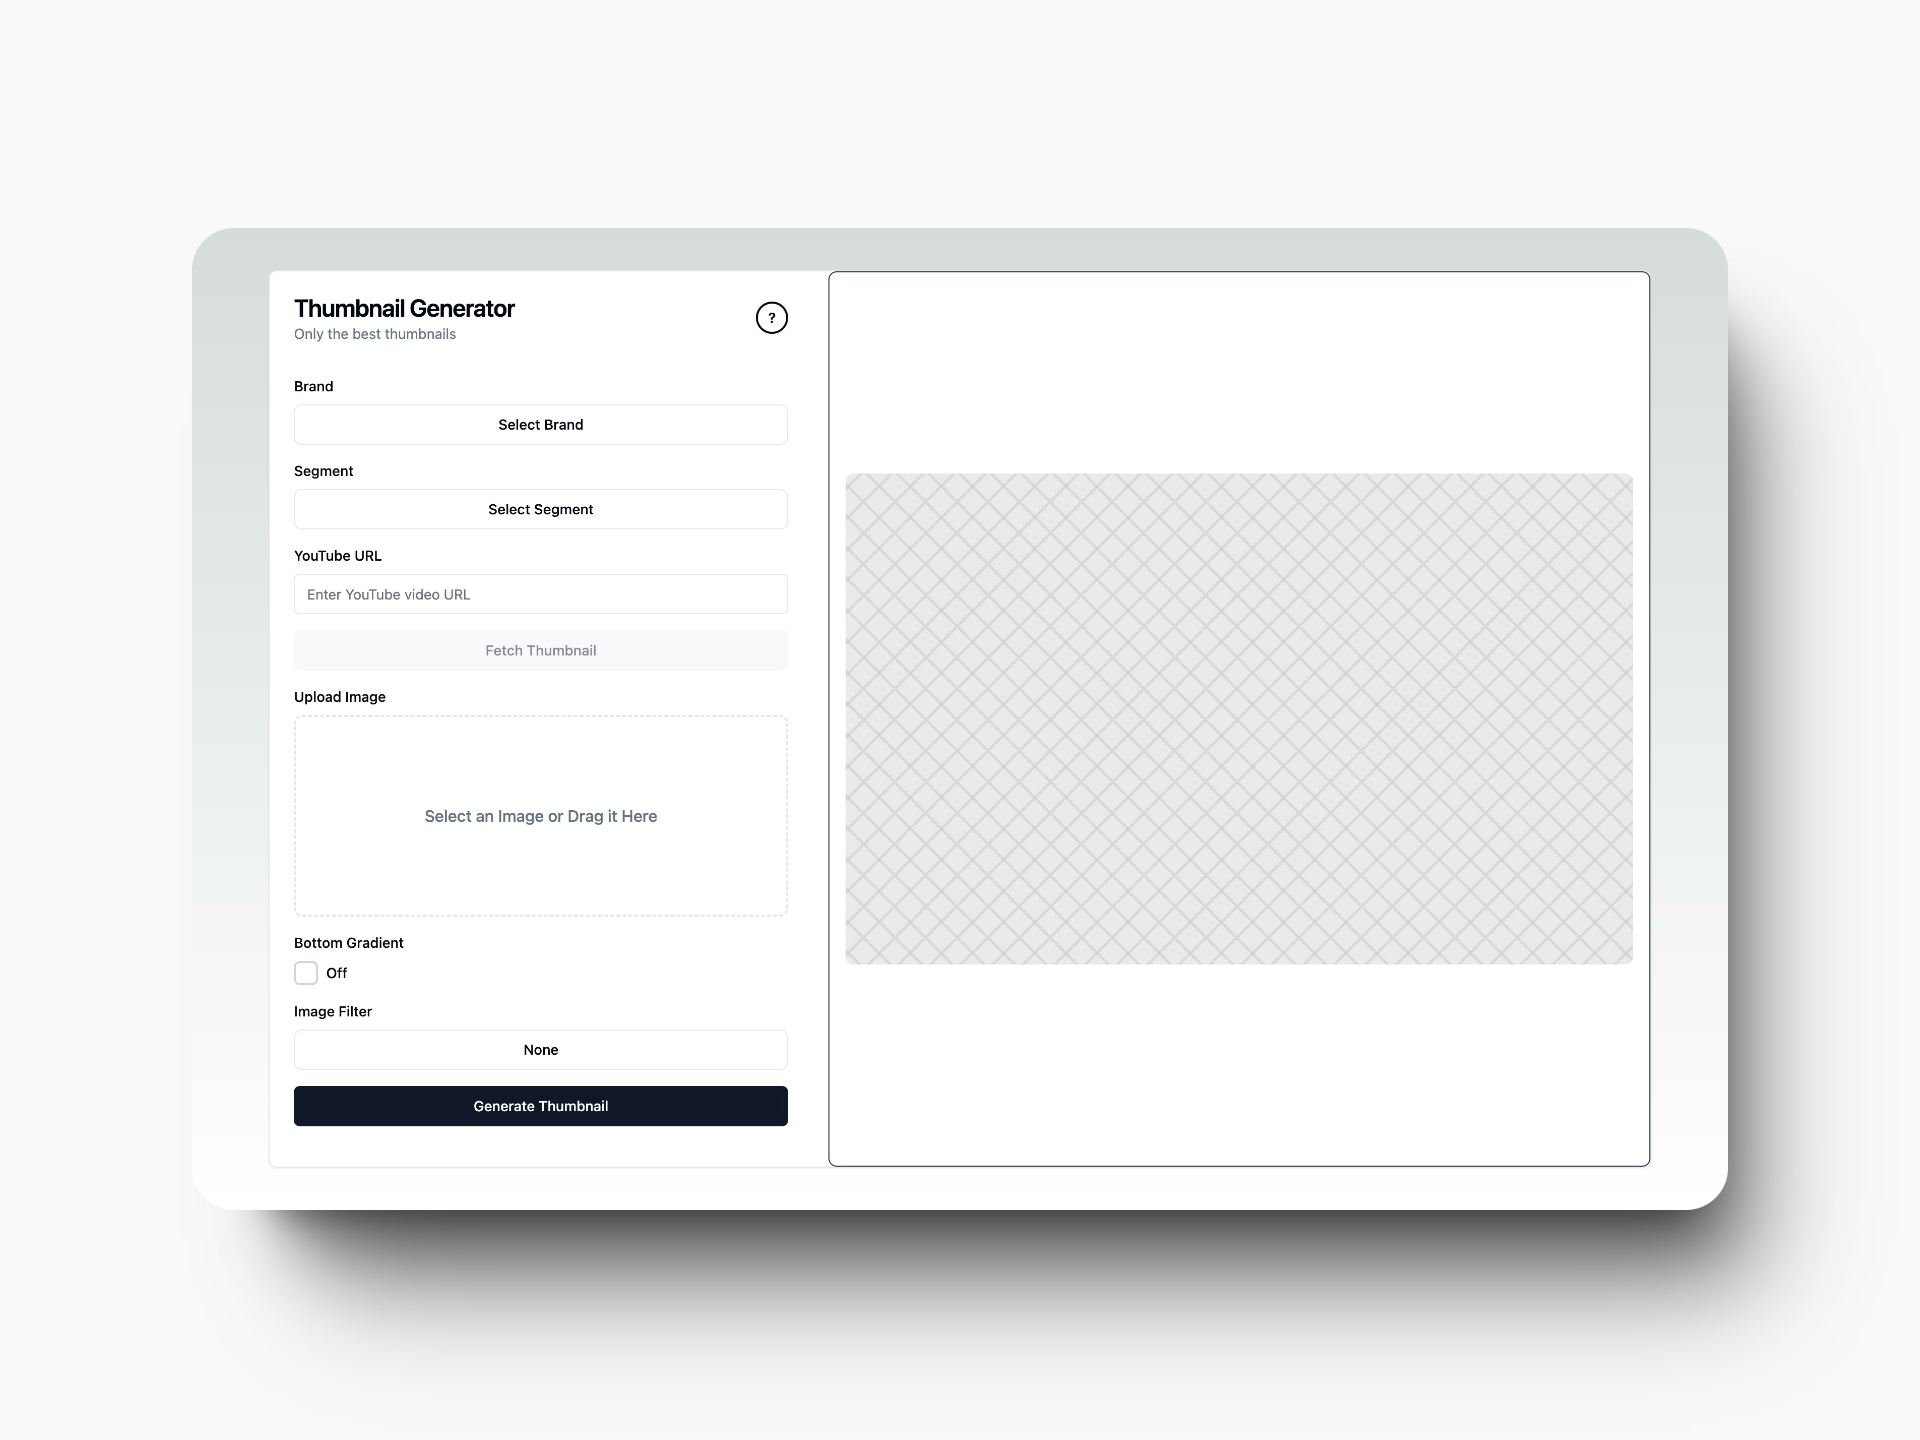 Thumbnail Generator
Only the best thumbnails
?
Brand
Select Brand
Segment
Select Segment
YouTube URL
Enter YouTube video URL
Fetch Thumbnail
Upload Image
Select an Image or Drag it Here
Bottom Gradient
Off
Image Filter
None
Generate Thumbnail